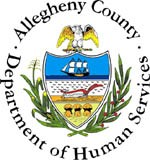 Allegheny County
Department of Human Services